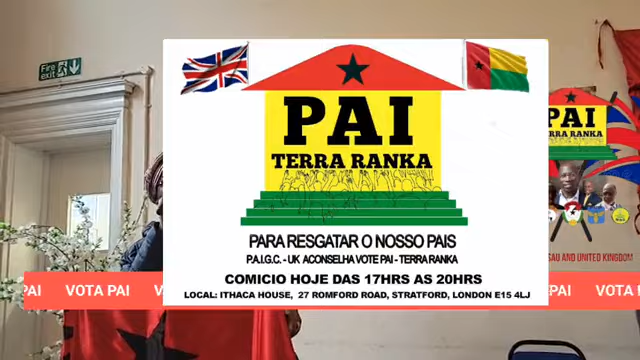 Fire
exit
PAI
TERRA RANKA
PARA RESGATAR O NOSSO PAIS
P.A.I.G.C. - UK ACONSELHA VOTE PAI - TERRA RANKA
COMICIO HOJE DAS 17HRS AS 20HRS
LOCAL: ITHACA HOUSE, 27 ROMFORD ROAD, STRATFORD, LONDON E15 4LJ
PAI
TERRA RANKA
SAU AND UNITED KINGDOM
PAI VOTA PAI VOTA PAI VOTA